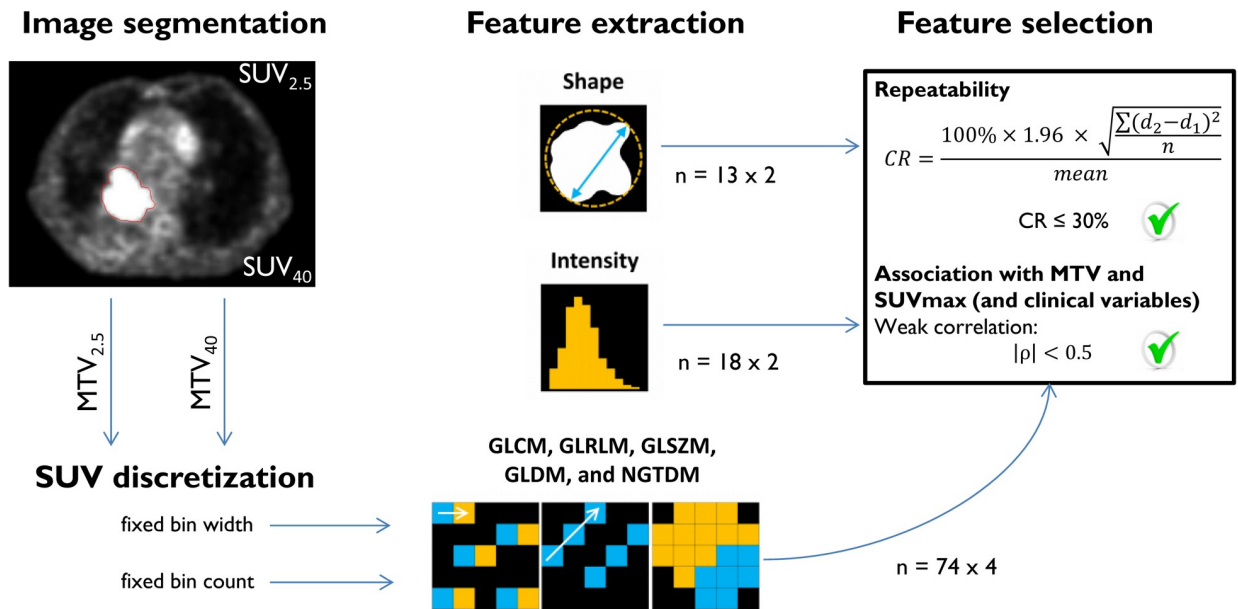 Image segmentation
SUV2.5
SUV40
MTV2.5
MTV40
SUV discretization
fixed bin width
fixed bin count
Feature extraction
Shape
n = 13 x 2
Intensity
n = 18 x 2
GLCM, GLRLM, GLSZM,
GLDM, and NGTDM
n = 74 x 4
Feature selection
Repeatability
CR = (100% × 1.96 × √(∑(d₂−d₁)²/n))/mean
CR ≤ 30%
Association with MTV and
SUVmax (and clinical variables)
Weak correlation:
|ρ| < 0.5